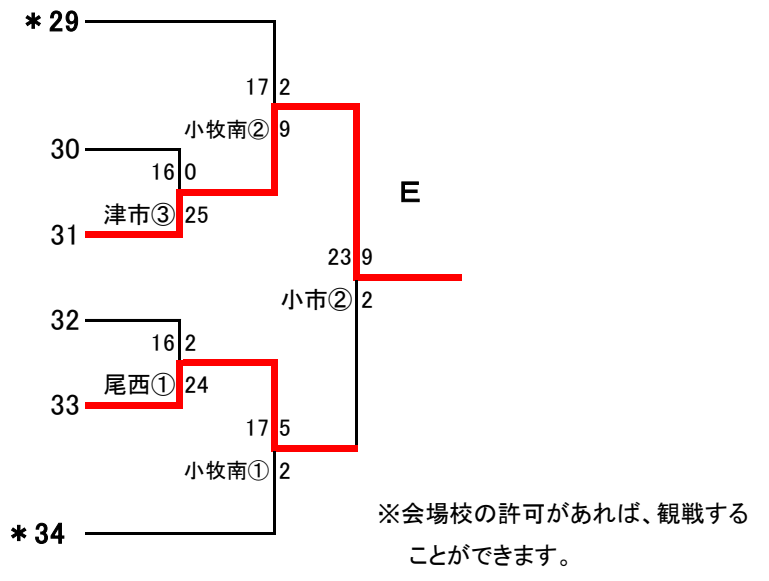 *29
17 2
小牧南② 9
30
16 0
E
津市③ 25
31
23 9
小市② 2
32
16 2
尾西① 24
33
17 5
小牧南① 2
*34
※会場校の許可があれば、観戦する
ことができます。